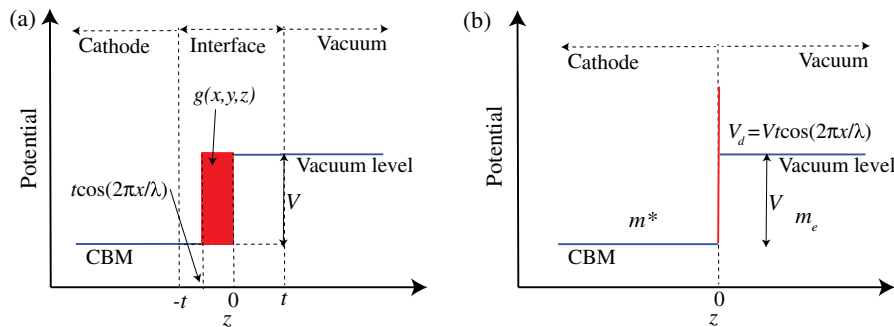 (a)
Cathode Interface Vacuum
g(x,y,z)
Potential
Vacuum level
tcos(2πx/λ)
V
CBM
-t 0 t
z
(b)
Cathode Vacuum
Potential
V_d=Vtcos(2πx/λ)
Vacuum level
V
m* m_e
CBM
0
z